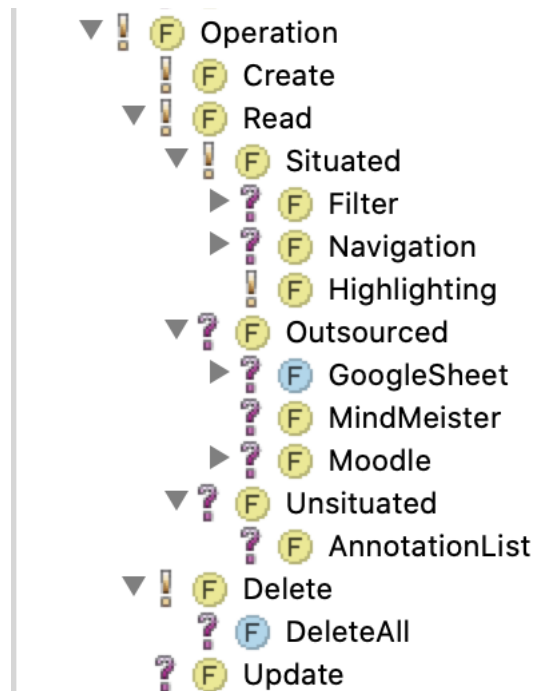 ! F Operation
! F Create
! F Read
! F Situated
? F Filter
? F Navigation
! F Highlighting
? F Outsourced
? F GoogleSheet
? F MindMeister
? F Moodle
? F Unsituated
? F AnnotationList
! F Delete
? F DeleteAll
? F Update